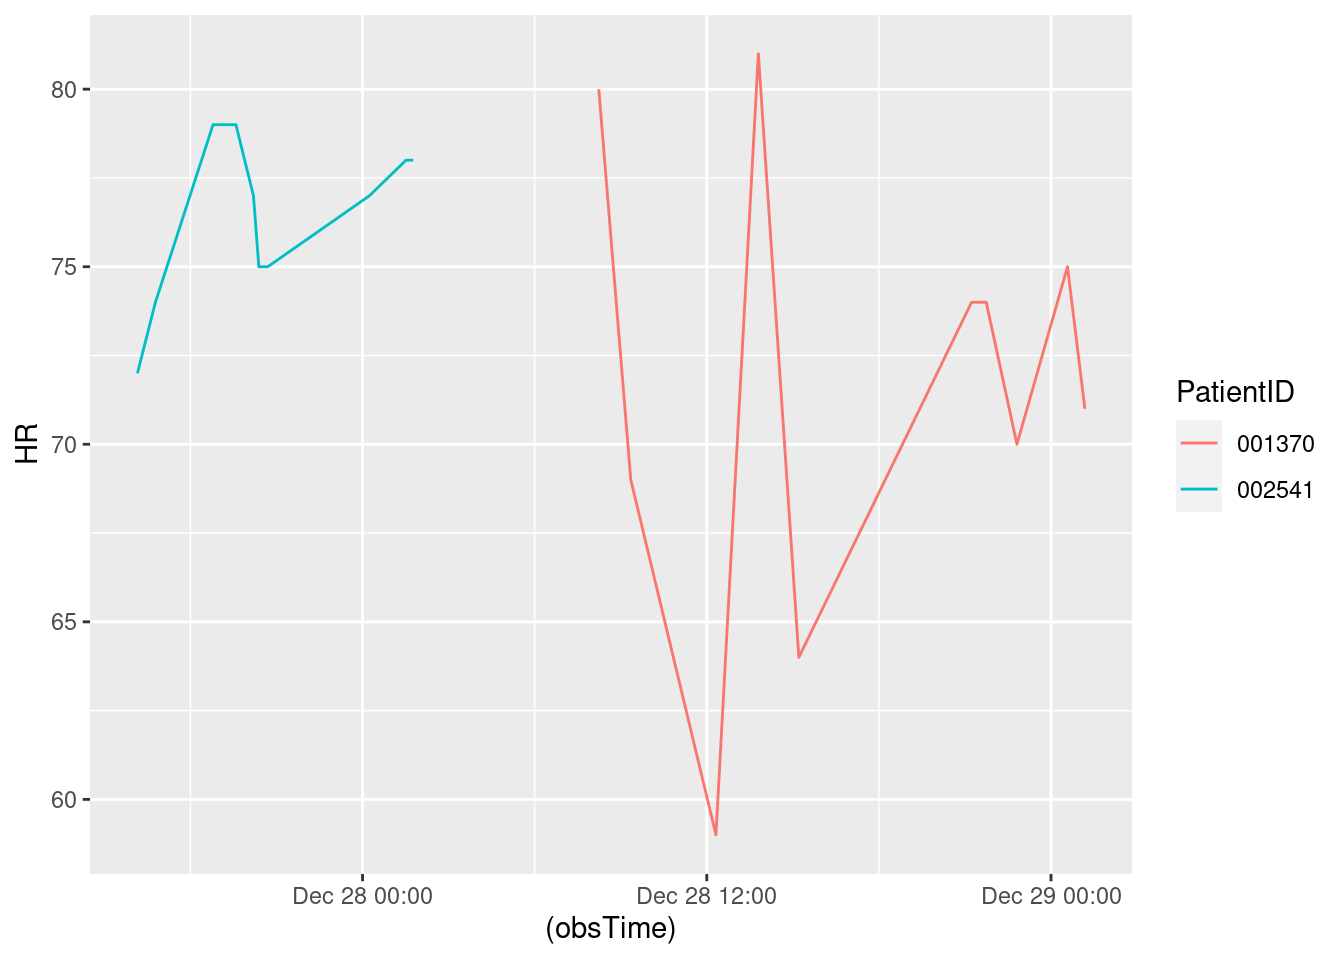 80
75
70
65
60
HR
Dec 28 00:00
Dec 28 12:00
Dec 29 00:00
(obsTime)
PatientID
001370
002541